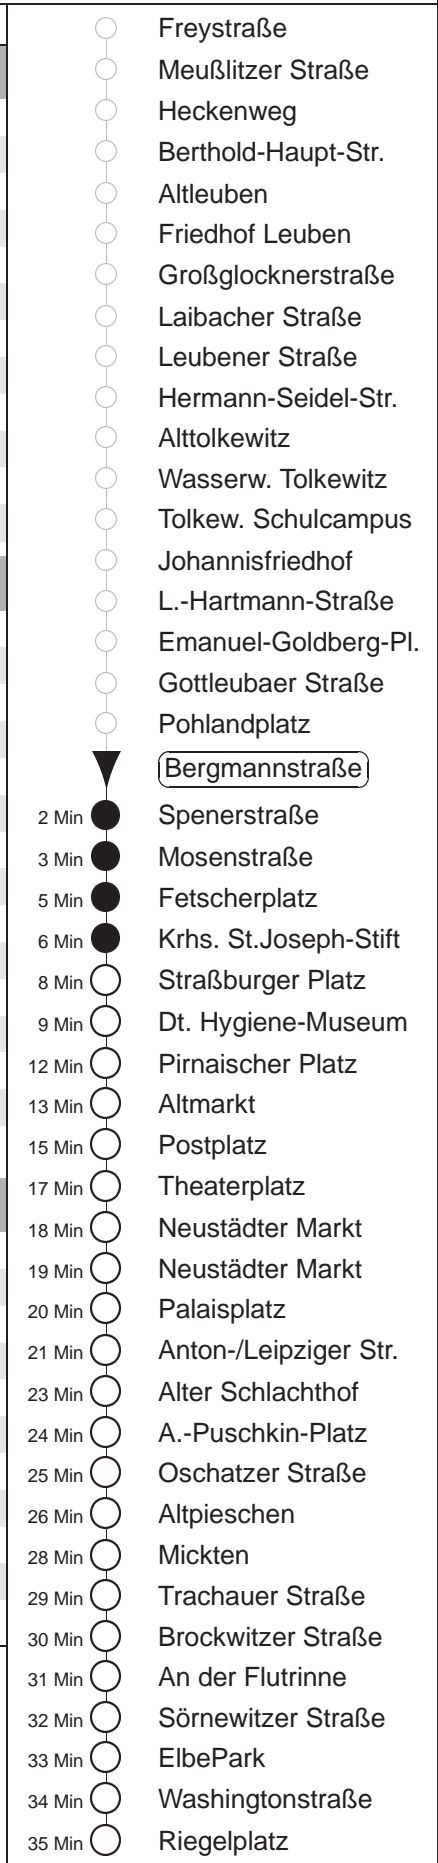 Freystraße
Meußlitzer Straße
Heckenweg
Berthold-Haupt-Str.
Altleuben
Friedhof Leuben
Großglocknerstraße
Laibacher Straße
Leubener Straße
Hermann-Seidel-Str.
Alttolkewitz
Wasserw. Tolkewitz
Tolkew. Schulcampus
Johannisfriedhof
L.-Hartmann-Straße
Emanuel-Goldberg-Pl.
Gottleubaer Straße
Pohlandplatz
Bergmannstraße
2 Min Spenerstraße
3 Min Mosenstraße
5 Min Fetscherplatz
6 Min Krhs. St.Joseph-Stift
8 Min Straßburger Platz
9 Min Dt. Hygiene-Museum
12 Min Pirnaischer Platz
13 Min Altmarkt
15 Min Postplatz
17 Min Theaterplatz
18 Min Neustädter Markt
19 Min Neustädter Markt
20 Min Palaisplatz
21 Min Anton-/Leipziger Str.
23 Min Alter Schlachthof
24 Min A.-Puschkin-Platz
25 Min Oschatzer Straße
26 Min Altpieschen
28 Min Mickten
29 Min Trachauer Straße
30 Min Brockwitzer Straße
31 Min An der Flutrinne
32 Min Sörnewitzer Straße
33 Min ElbePark
34 Min Washingtonstraße
35 Min Riegelplatz